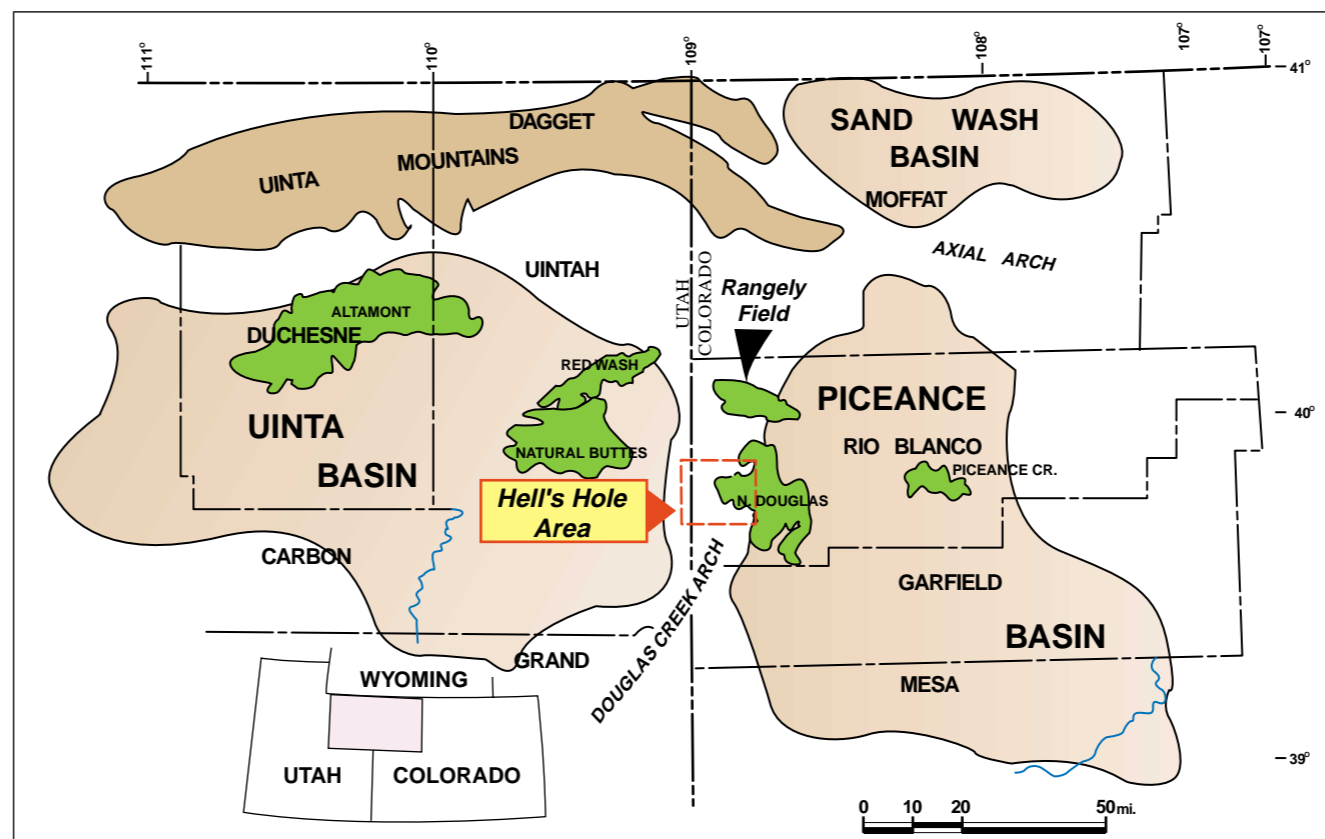 111°
110°
109°
108°
107°
107°
41°
DAGGET
MOUNTAINS
UINTA
SAND WASH
BASIN
MOFFAT
AXIAL ARCH
UINTAH
UTAH
COLORADO
Rangely
Field
ALTAMONT
DUCHESNE
RED WASH
UINTA
BASIN
NATURAL BUTTES
PICEANCE
40°
RIO BLANCO
PICEANCE CR.
N. DOUGLAS
Hell's Hole
Area
CARBON
GARFIELD
DOUGLAS CREEK ARCH
BASIN
GRAND
MESA
WYOMING
UTAH
COLORADO
39°
0 10 20 50 mi.